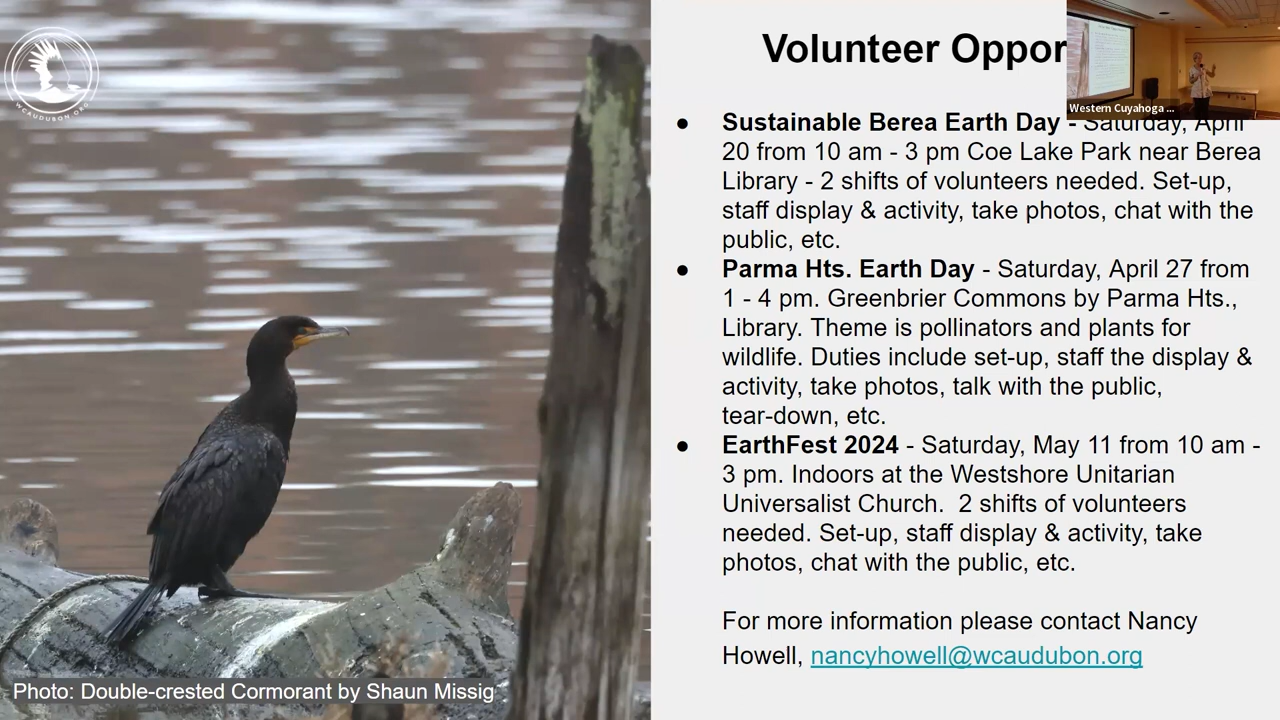 WCAUDUBON.ORG
Volunteer Oppor
Western Cuyahoga ...
Sustainable Berea Earth Day - Saturday, April
20 from 10 am - 3 pm Coe Lake Park near Berea
Library - 2 shifts of volunteers needed. Set-up,
staff display & activity, take photos, chat with the
public, etc.
Parma Hts. Earth Day - Saturday, April 27 from
1 - 4 pm. Greenbrier Commons by Parma Hts.,
Library. Theme is pollinators and plants for
wildlife. Duties include set-up, staff the display &
activity, take photos, talk with the public,
tear-down, etc.
EarthFest 2024 - Saturday, May 11 from 10 am -
3 pm. Indoors at the Westshore Unitarian
Universalist Church.  2 shifts of volunteers
needed. Set-up, staff display & activity, take
photos, chat with the public, etc.
For more information please contact Nancy
Howell, nancyhowell@wcaudubon.org
Photo: Double-crested Cormorant by Shaun Missig